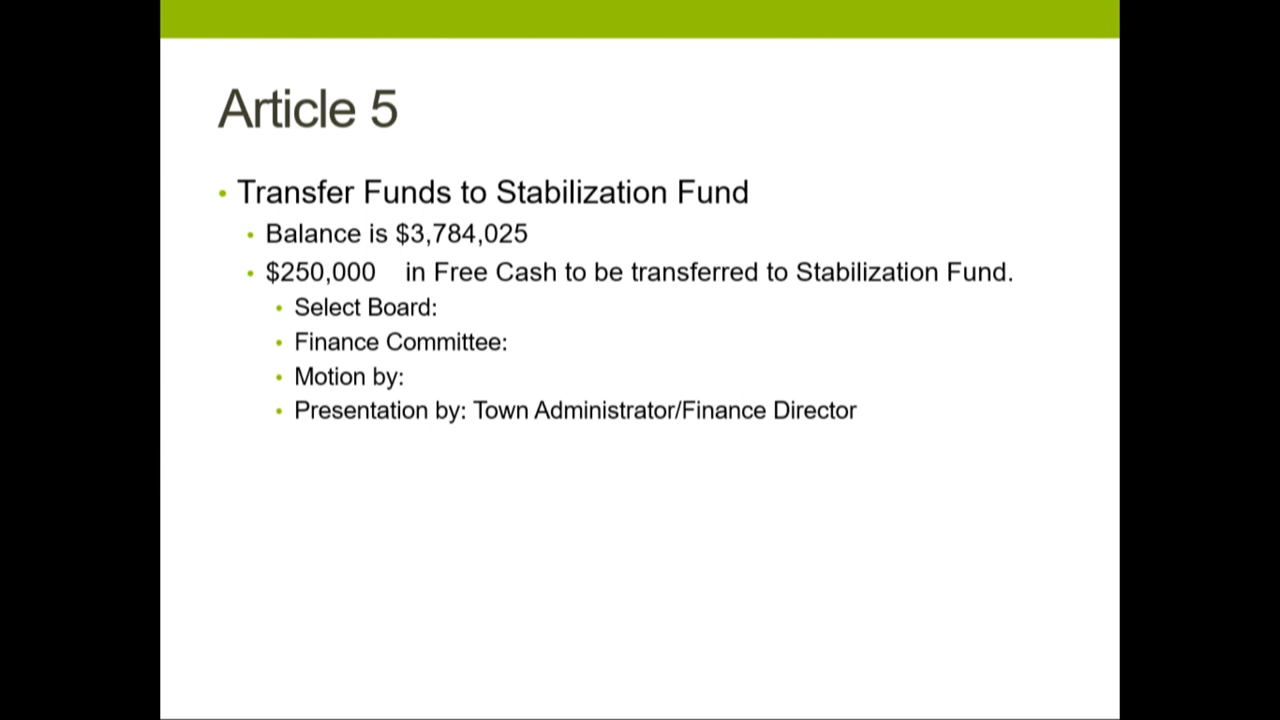 Article 5
• Transfer Funds to Stabilization Fund
• Balance is $3,784,025
• $250,000    in Free Cash to be transferred to Stabilization Fund.
• Select Board:
• Finance Committee:
• Motion by:
• Presentation by: Town Administrator/Finance Director